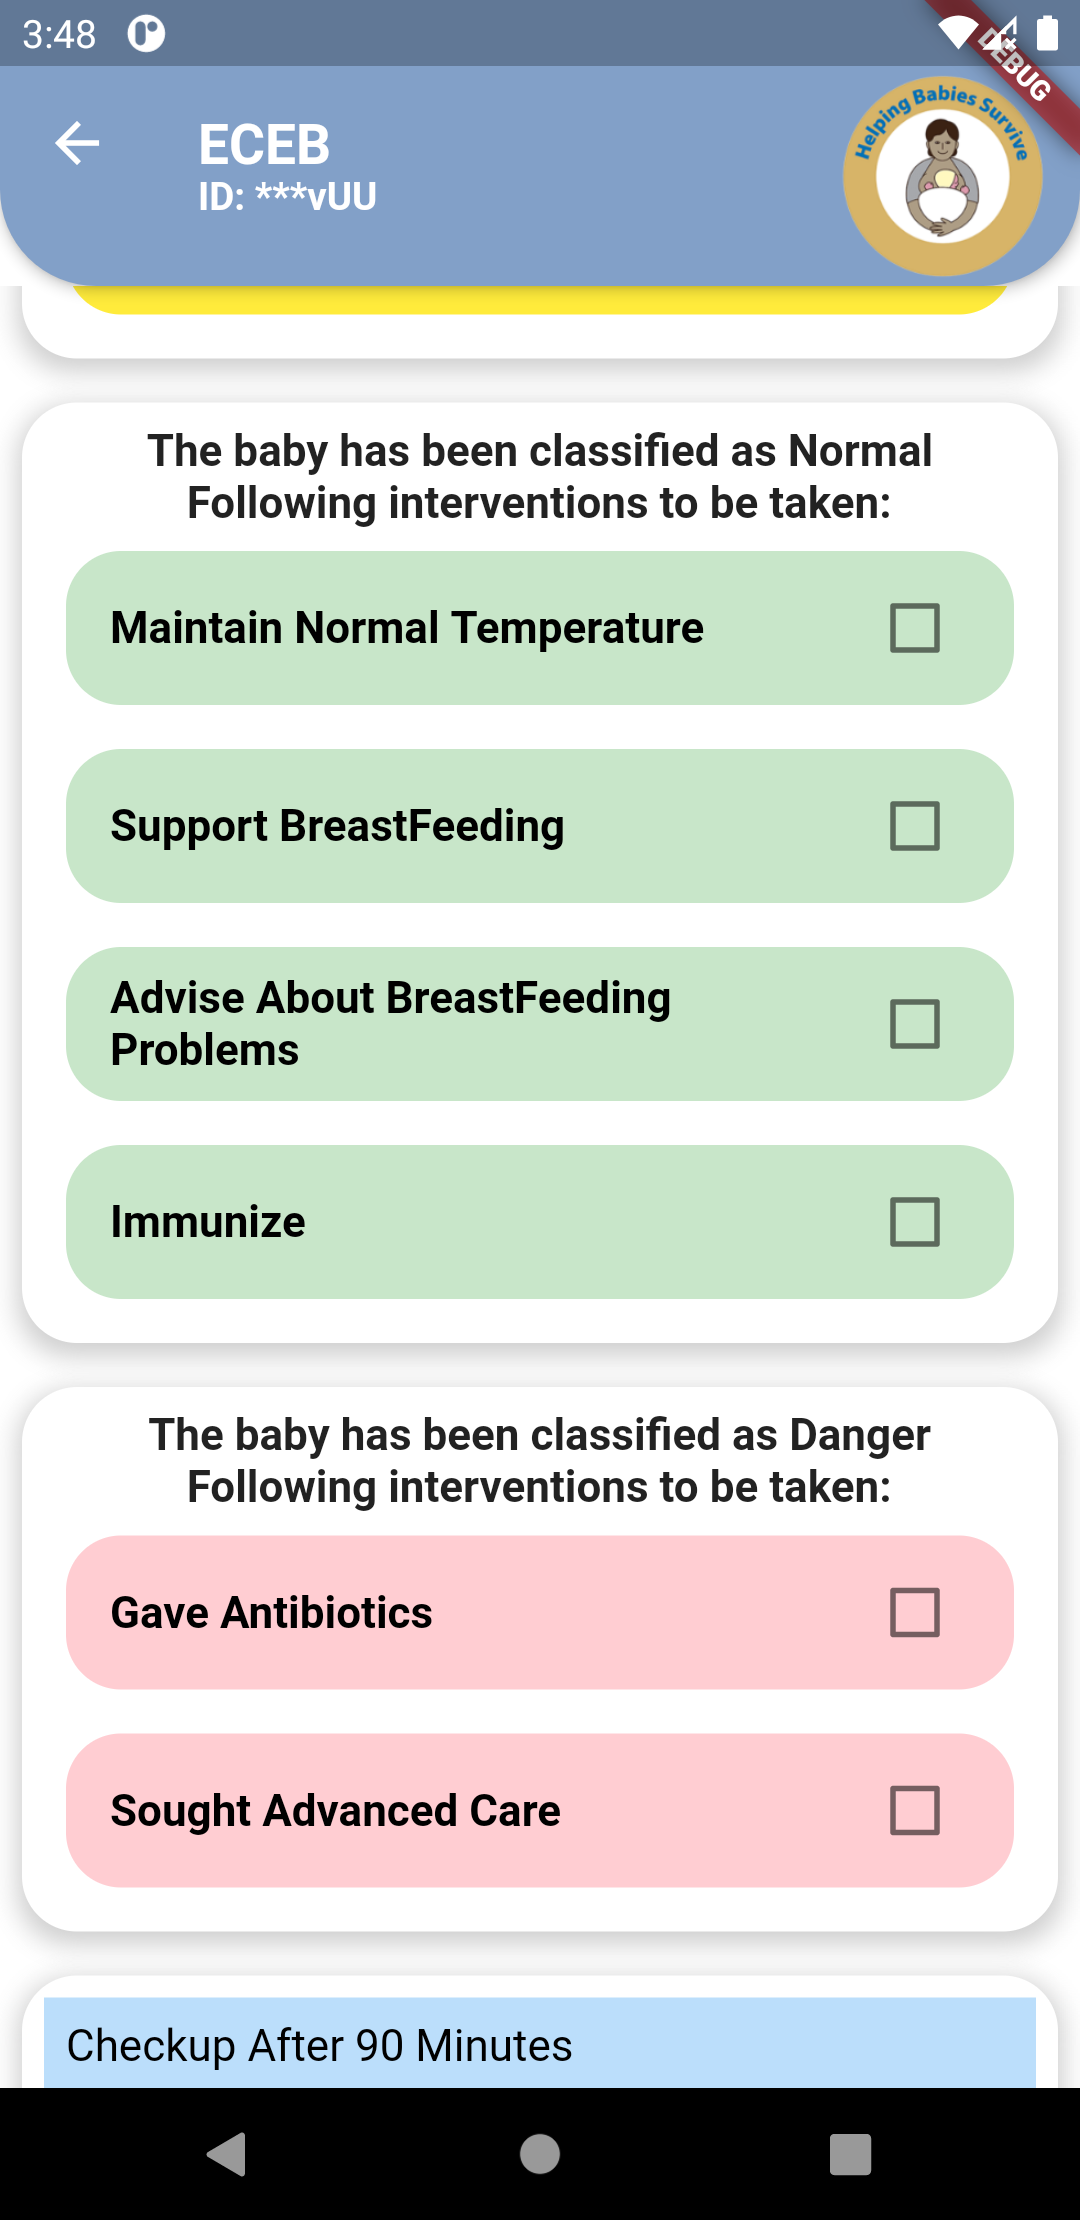 3:48
DEBUG
ECEB
ID: ***vUU
Helping Babies Survive
The baby has been classified as Normal
Following interventions to be taken:
Maintain Normal Temperature
Support BreastFeeding
Advise About BreastFeeding
Problems
Immunize
The baby has been classified as Danger
Following interventions to be taken:
Gave Antibiotics
Sought Advanced Care
Checkup After 90 Minutes